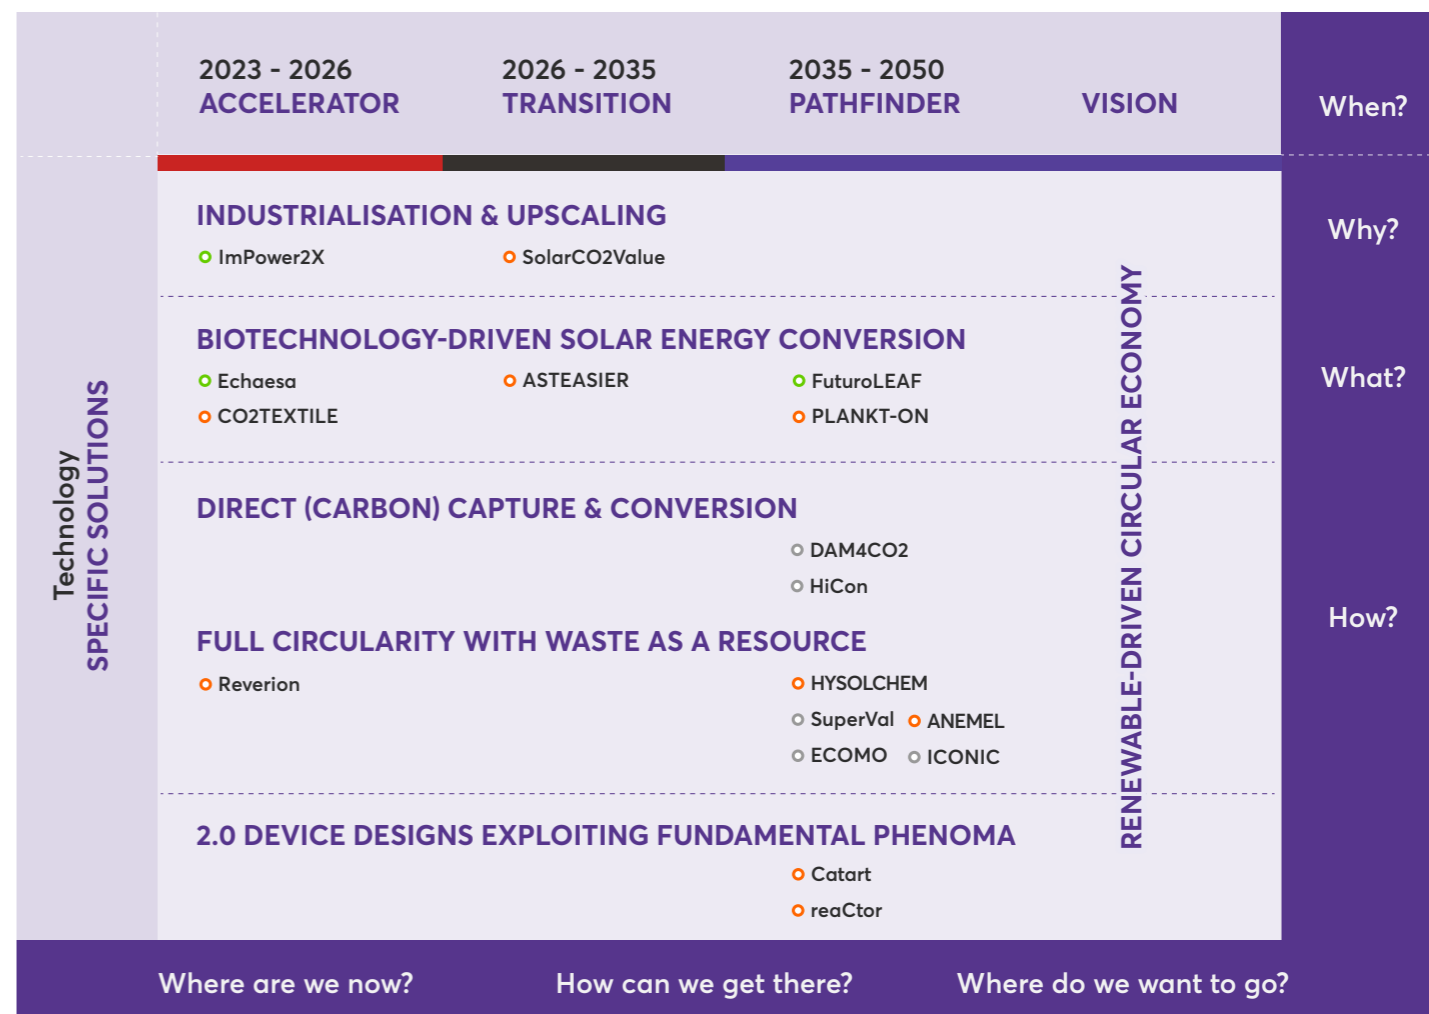 2023 - 2026
ACCELERATOR
2026 - 2035
TRANSITION
2035 - 2050
PATHFINDER
VISION
When?
Technology
SPECIFIC SOLUTIONS
INDUSTRIALISATION & UPSCALING
ImPower2X
SolarCO2Value
BIOTECHNOLOGY-DRIVEN SOLAR ENERGY CONVERSION
Echaesa
ASTEASIER
FuturoLEAF
CO2TEXTILE
PLANKT-ON
DIRECT (CARBON) CAPTURE & CONVERSION
DAM4CO2
HiCon
FULL CIRCULARITY WITH WASTE AS A RESOURCE
Reverion
HYSOLCHEM
SuperVal
ANEMEL
ECOMO
ICONIC
2.0 DEVICE DESIGNS EXPLOITING FUNDAMENTAL PHENOMA
Catart
reaCtor
RENEWABLE-DRIVEN CIRCULAR ECONOMY
Why?
What?
How?
Where are we now?
How can we get there?
Where do we want to go?